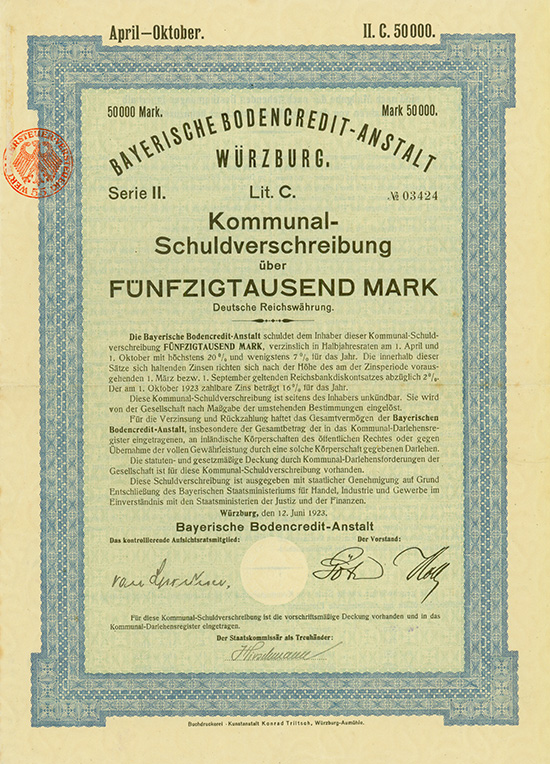 April—Oktober. II. C. 50000.
50000 Mark. Mark 50000.
BAYERISCHE BODENCREDIT-ANSTALT
WÜRZBURG.
Serie II. Lit. C. № 03424
Kommunal-
Schuldverschreibung
über
FÜNFZIGTAUSEND MARK
Deutsche Reichswährung.
Die Bayerische Bodencredit-Anstalt schuldet dem Inhaber dieser Kommunal-Schuld-
verschreibung FÜNFZIGTAUSEND MARK, verzinslich in Halbjahresraten am 1. April und
1. Oktober mit höchstens 20% und wenigstens 7% für das Jahr. Die innerhalb dieser
Sätze sich haltenden Zinsen richten sich nach der Höhe des am der Zinsperiode voraus-
gehenden 1. März bezw. 1. September geltenden Reichsbankdiskontsatzes abzüglich 2%.
Der am 1. Oktober 1923 zahlbare Zins beträgt 16% für das Jahr.
Diese Kommunal-Schuldverschreibung ist seitens des Inhabers unkündbar. Sie wird
von der Gesellschaft nach Maßgabe der umstehenden Bestimmungen eingelöst.
Für die Verzinsung und Rückzahlung haftet das Gesamtvermögen der Bayerischen
Bodencredit-Anstalt, insbesondere der Gesamtbetrag der in das Kommunal-Darlehensre-
gister eingetragenen, an inländische Körperschaften des öffentlichen Rechtes oder gegen
Übernahme der vollen Gewährleistung durch eine solche Körperschaft gegebenen Darlehen.
Die statuten- und gesetzmäßige Deckung durch Kommunal-Darlehensforderungen der
Gesellschaft ist für diese Kommunal-Schuldverschreibung vorhanden.
Diese Schuldverschreibung ist ausgegeben mit staatlicher Genehmigung auf Grund
Entschließung des Bayerischen Staatsministeriums für Handel, Industrie und Gewerbe im
Einverständnis mit den Staatsministerien der Justiz und der Finanzen.
Würzburg, den 12. Juni 1923.
Bayerische Bodencredit-Anstalt
Das kontrollierende Aufsichtsratsmitglied: Der Vorstand:
Für diese Kommunal-Schuldverschreibung ist die vorschriftsmäßige Deckung vorhanden und in das
Kommunal-Darlehensregister eingetragen.
Der Staatskommissär als Treuhänder:
Buchdruckerei - Kunstanstalt Konrad Triltsch, Würzburg-Aumühle.